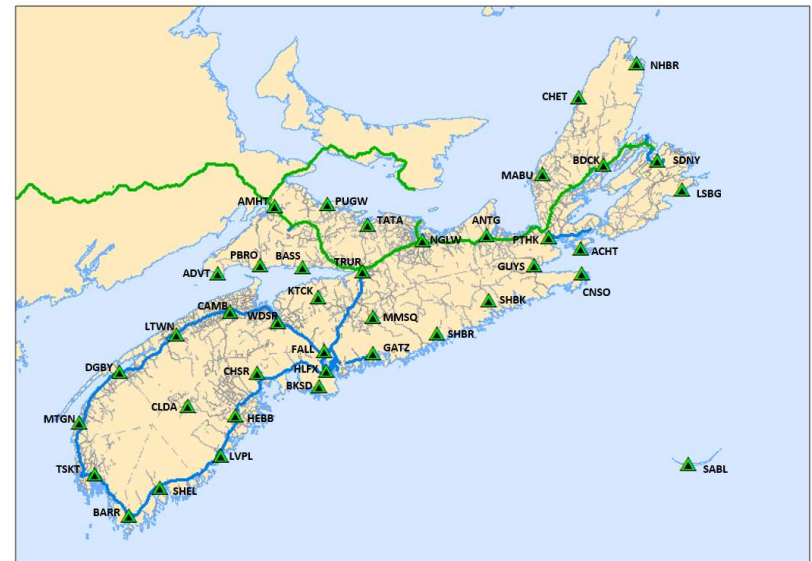 NHBR
CHET
BDCK
SDNY
MABU
LSBG
AMHT
PUGW
TATA
ANTG
NGLW
PTHK
ACHT
PBRO
BASS
TRUR
GUYS
ADVT
CNSO
KTCK
SHBK
CAMB
WDSR
MMSQ
LTWN
SHBR
FALL
GATZ
DGBY
CHSR
HLFX
BKSD
CLDA
MTGN
HEBB
LVPL
TSKT
SABL
SHEL
BARR